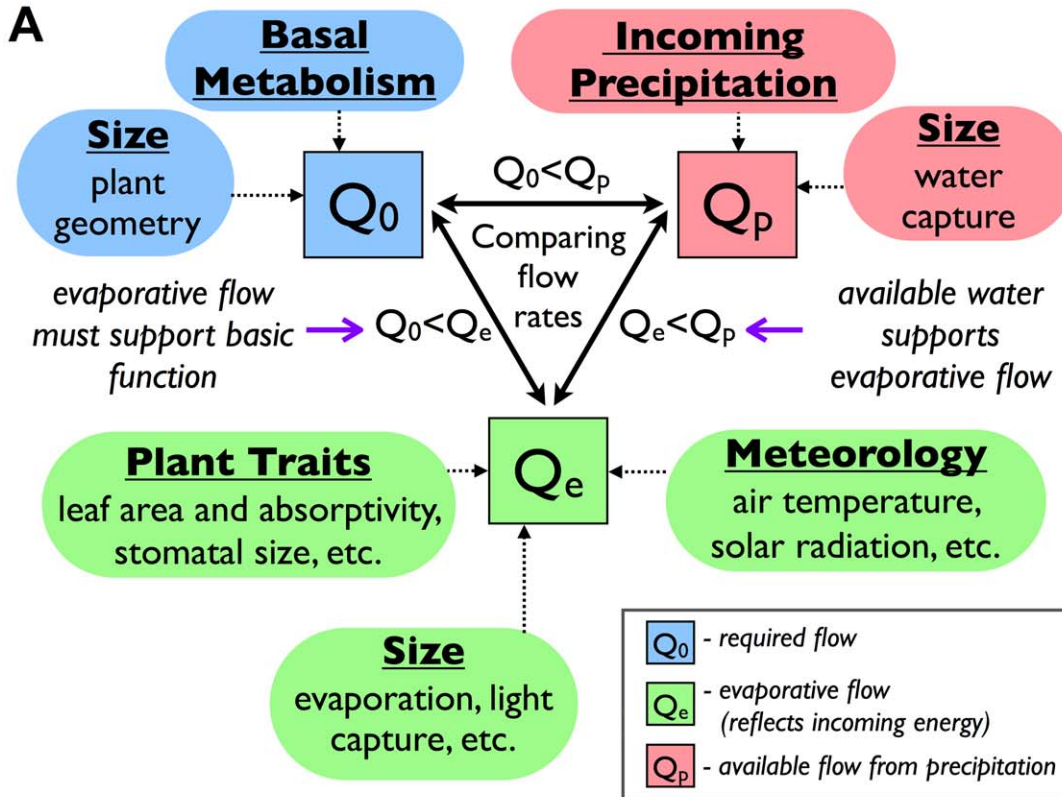 A
Basal
Metabolism
Incoming
Precipitation
Size
plant
geometry
Size
water
capture
Q0
Q0<Qp
Qp
Comparing
flow
rates
evaporative flow
must support basic
function
Q0<Qe
Qe<Qp
available water
supports
evaporative flow
Plant Traits
leaf area and absorptivity,
stomatal size, etc.
Qe
Meteorology
air temperature,
solar radiation, etc.
Size
evaporation, light
capture, etc.
Q0 - required flow
Qe - evaporative flow
(reflects incoming energy)
Qp - available flow from precipitation